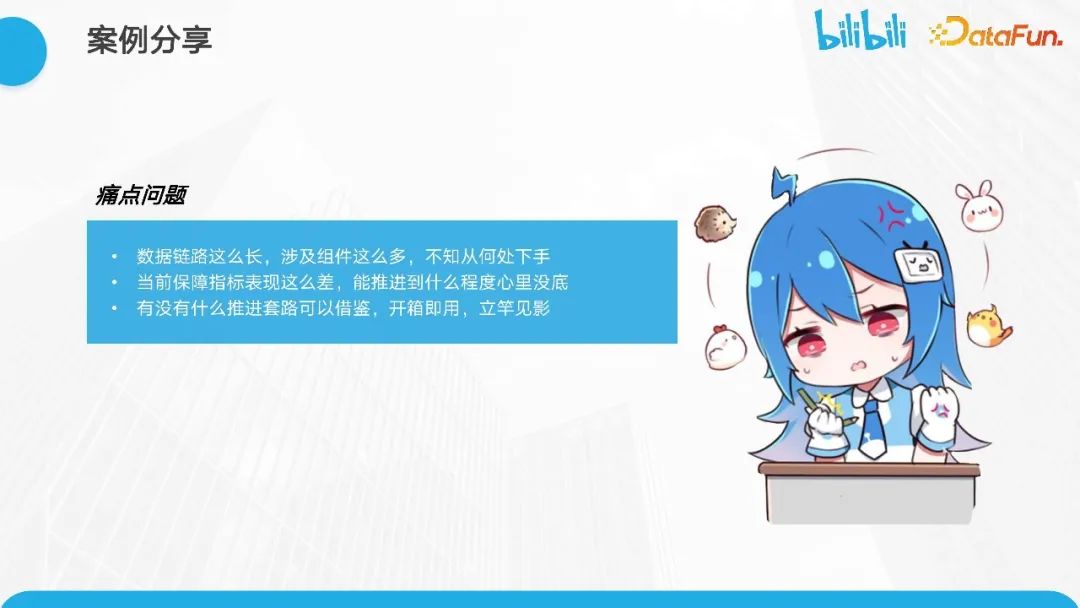 案例分享
bilibili
DataFun.
痛点问题
• 数据链路这么长，涉及组件这么多，不知从何处下手
• 当前保障指标表现这么差，能推进到什么程度心里没底
• 有没有什么推进套路可以借鉴，开箱即用，立竿见影